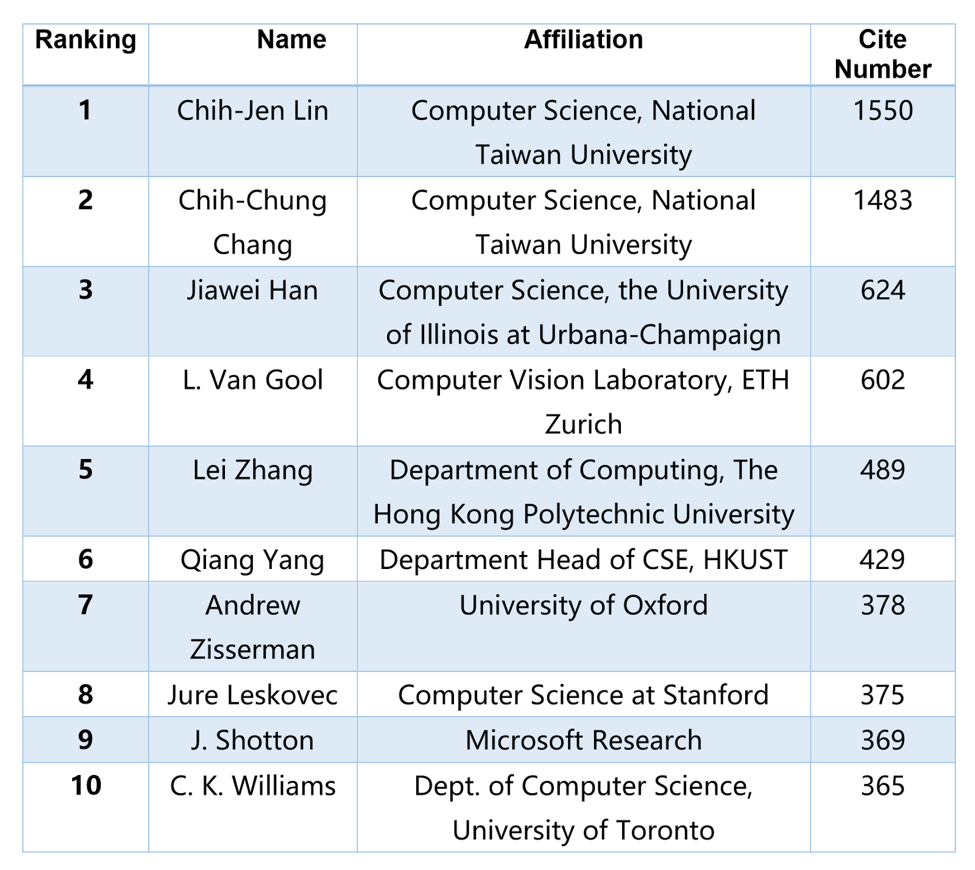 Ranking Name Affiliation Cite
Number
1 Chih-Jen Lin Computer Science, National 1550
Taiwan University
2 Chih-Chung Computer Science, National 1483
Chang Taiwan University
3 Jiawei Han Computer Science, the University 624
of Illinois at Urbana-Champaign
4 L. Van Gool Computer Vision Laboratory, ETH 602
Zurich
5 Lei Zhang Department of Computing, The 489
Hong Kong Polytechnic University
6 Qiang Yang Department Head of CSE, HKUST 429
7 Andrew University of Oxford 378
Zisserman
8 Jure Leskovec Computer Science at Stanford 375
9 J. Shotton Microsoft Research 369
10 C. K. Williams Dept. of Computer Science, 365
University of Toronto